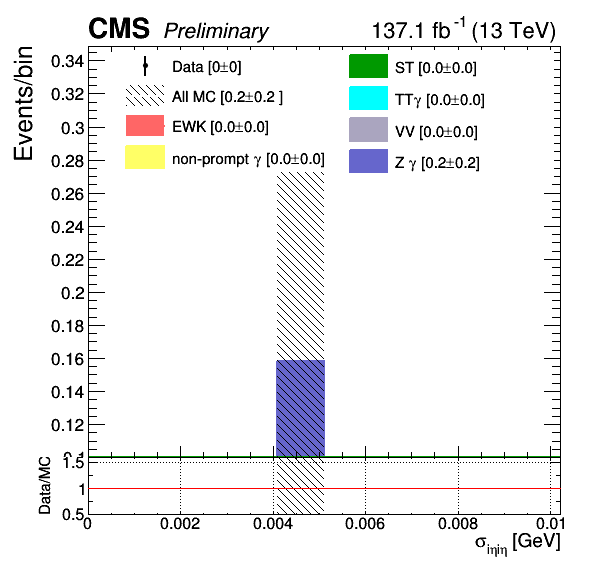 CMS Preliminary 137.1 fb⁻¹ (13 TeV)
Events/bin
0.34
0.32
0.3
0.28
0.26
0.24
0.22
0.2
0.18
0.16
0.14
0.12
Data [0±0]
All MC [0.2±0.2 ]
EWK [0.0±0.0]
non-prompt γ [0.0±0.0]
ST [0.0±0.0]
TTγ [0.0±0.0]
VV [0.0±0.0]
Z γ [0.2±0.2]
Data/MC
1.5
1
0.5
0 0.002 0.004 0.006 0.008 0.01
σiηiη [GeV]